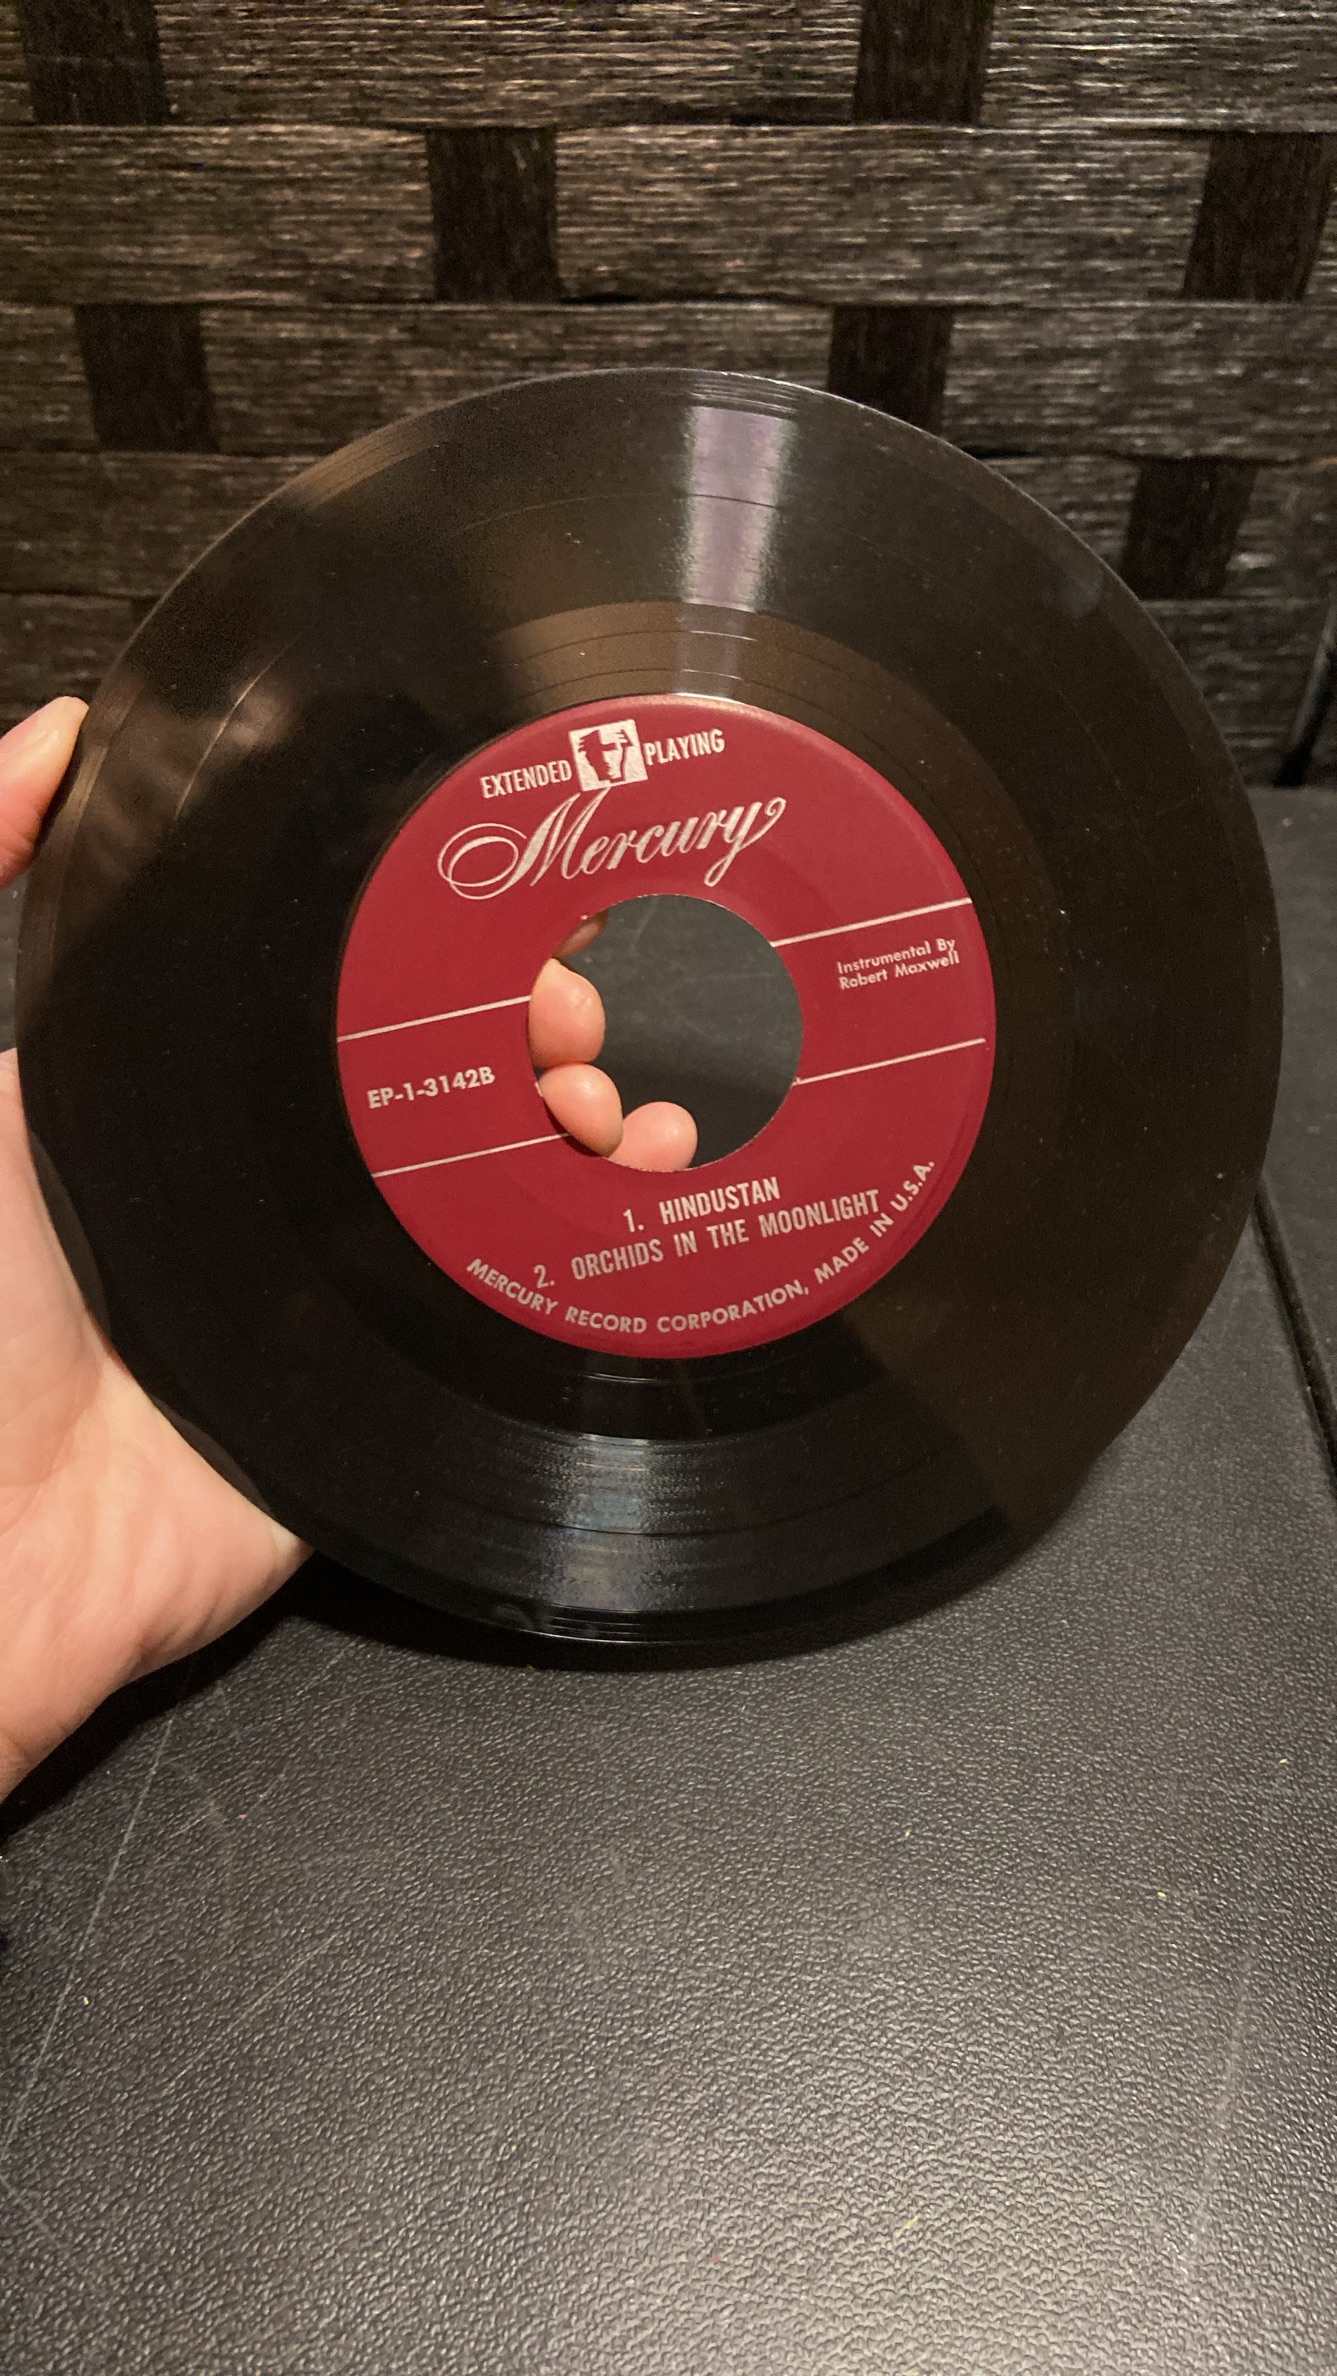 EXTENDED PLAYING
Mercury
Instrumental By
Robert Maxwell
EP-1-3142B
1. HINDUSTAN
2. ORCHIDS IN THE MOONLIGHT
MERCURY RECORD CORPORATION, MADE IN U.S.A.